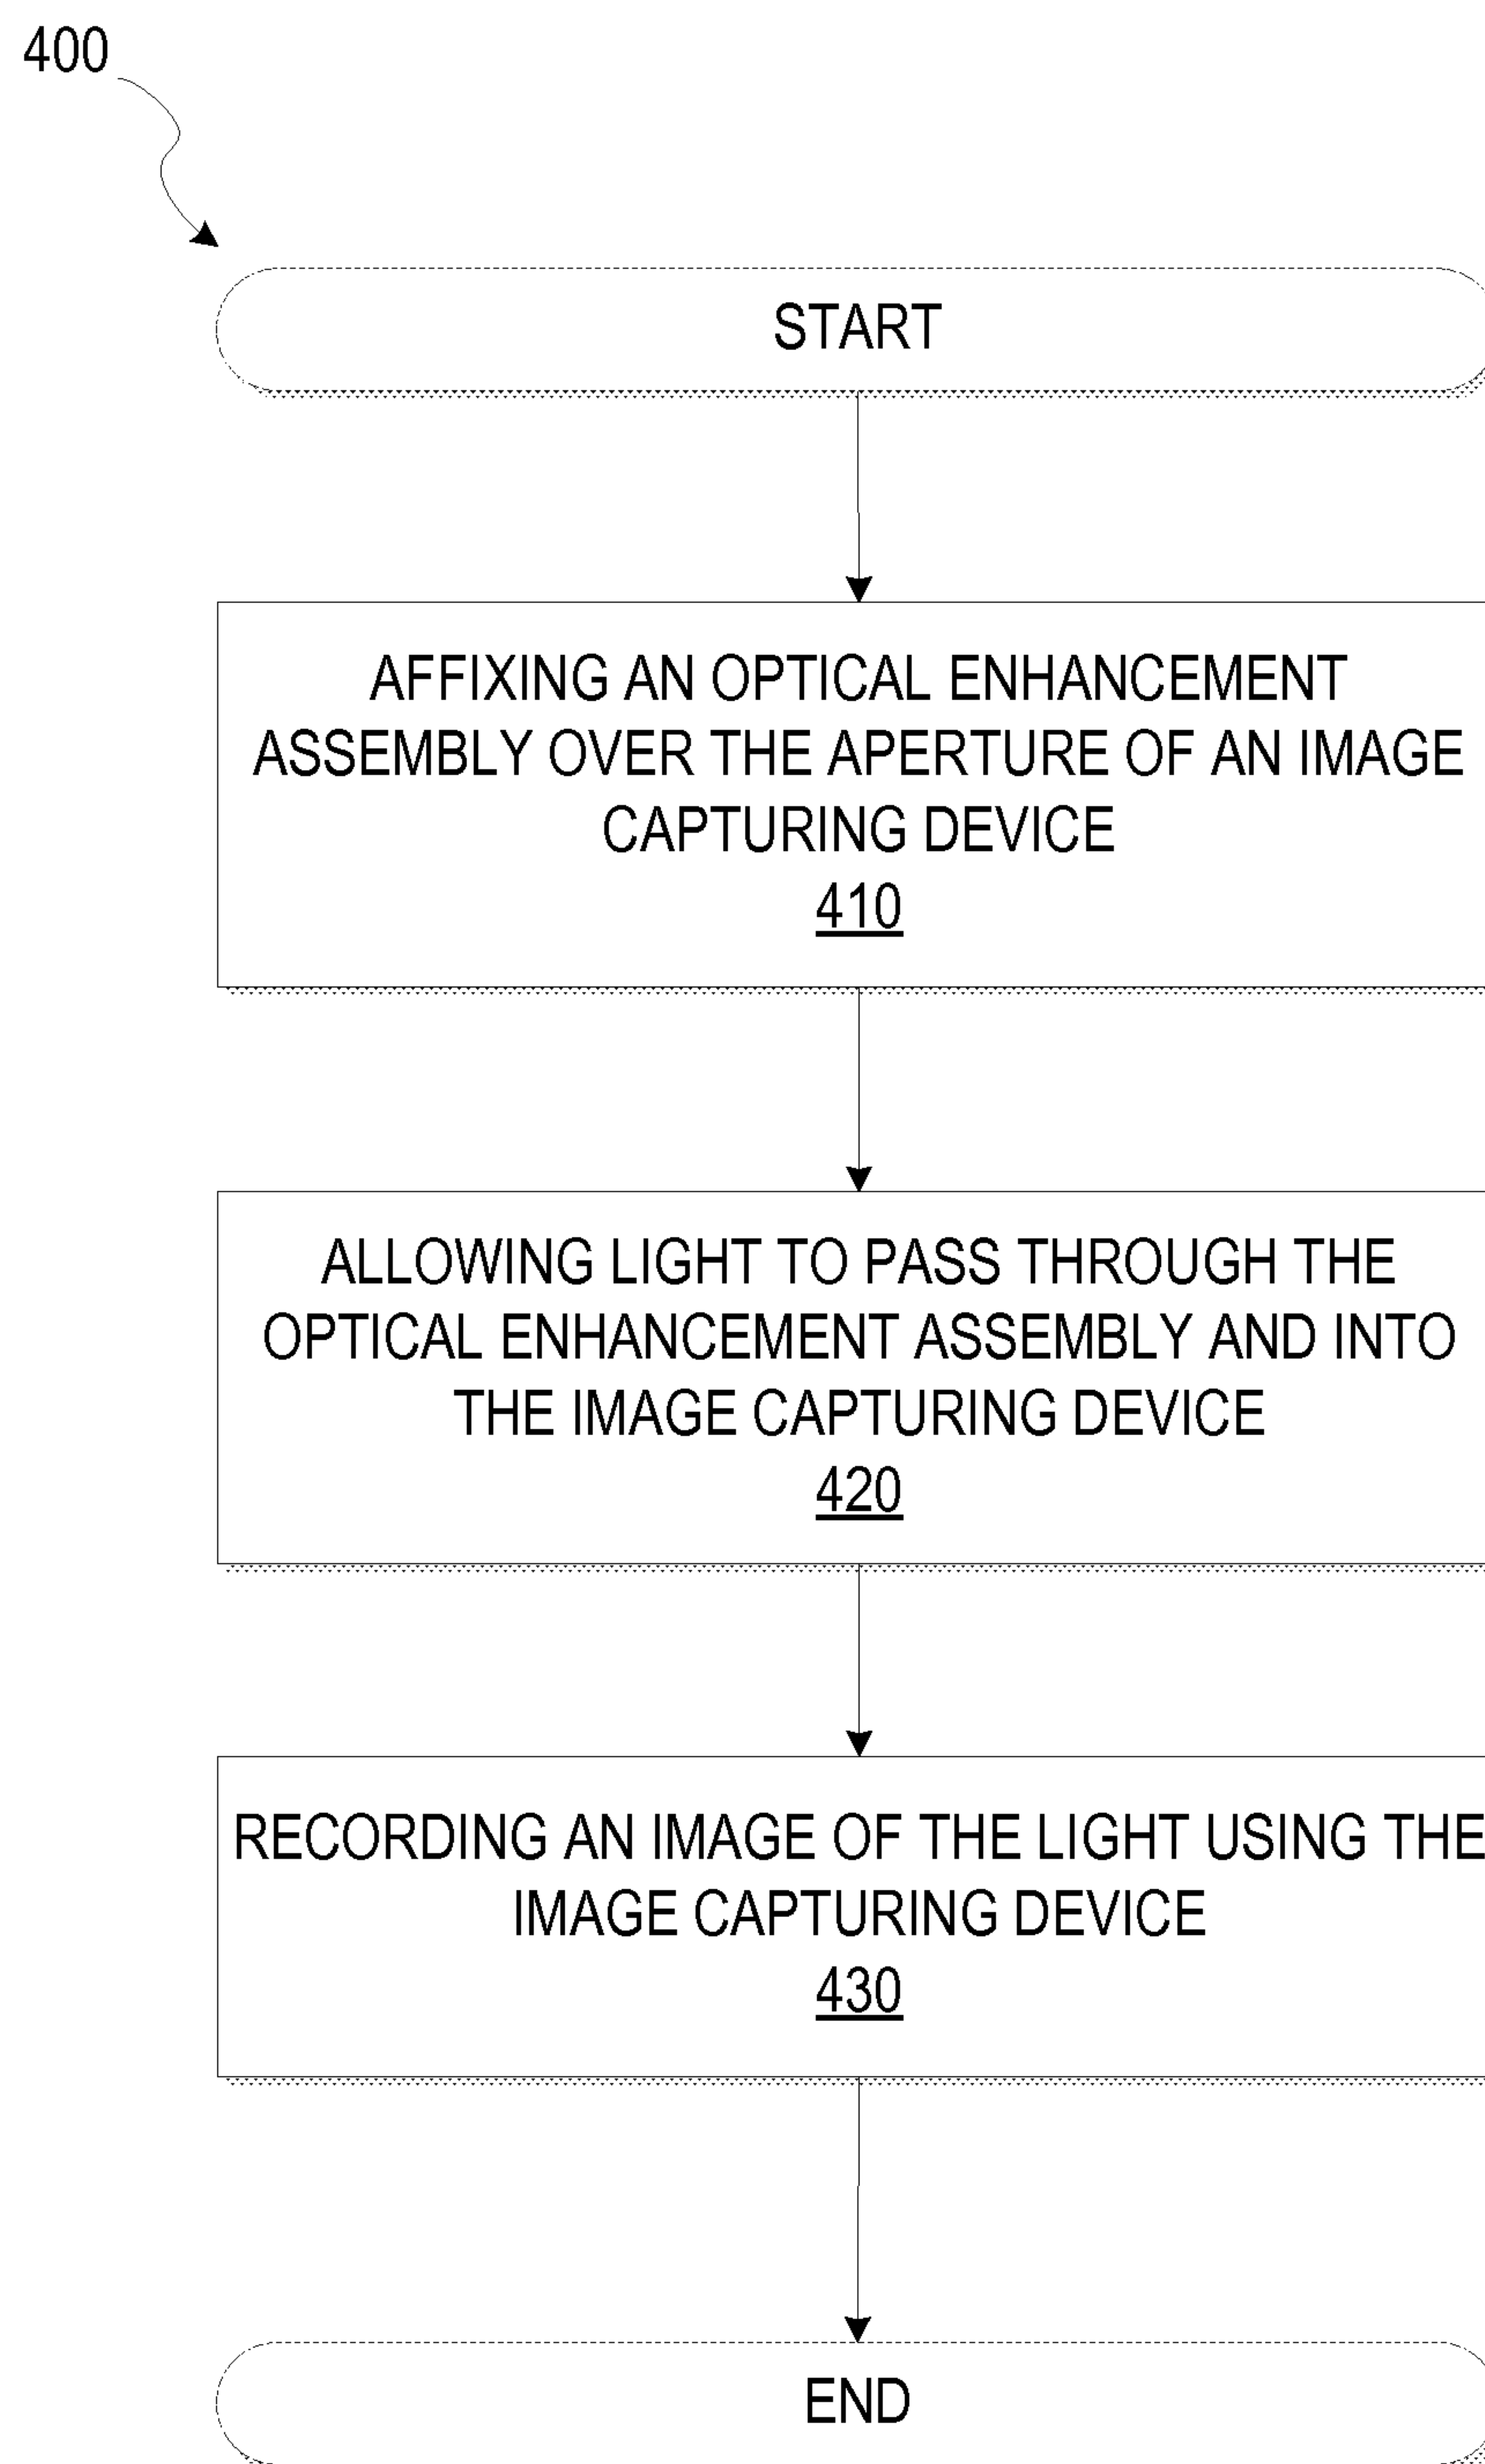 400
START
AFFIXING AN OPTICAL ENHANCEMENT
ASSEMBLY OVER THE APERTURE OF AN IMAGE
CAPTURING DEVICE
410
ALLOWING LIGHT TO PASS THROUGH THE
OPTICAL ENHANCEMENT ASSEMBLY AND INTO
THE IMAGE CAPTURING DEVICE
420
RECORDING AN IMAGE OF THE LIGHT USING THE
IMAGE CAPTURING DEVICE
430
END